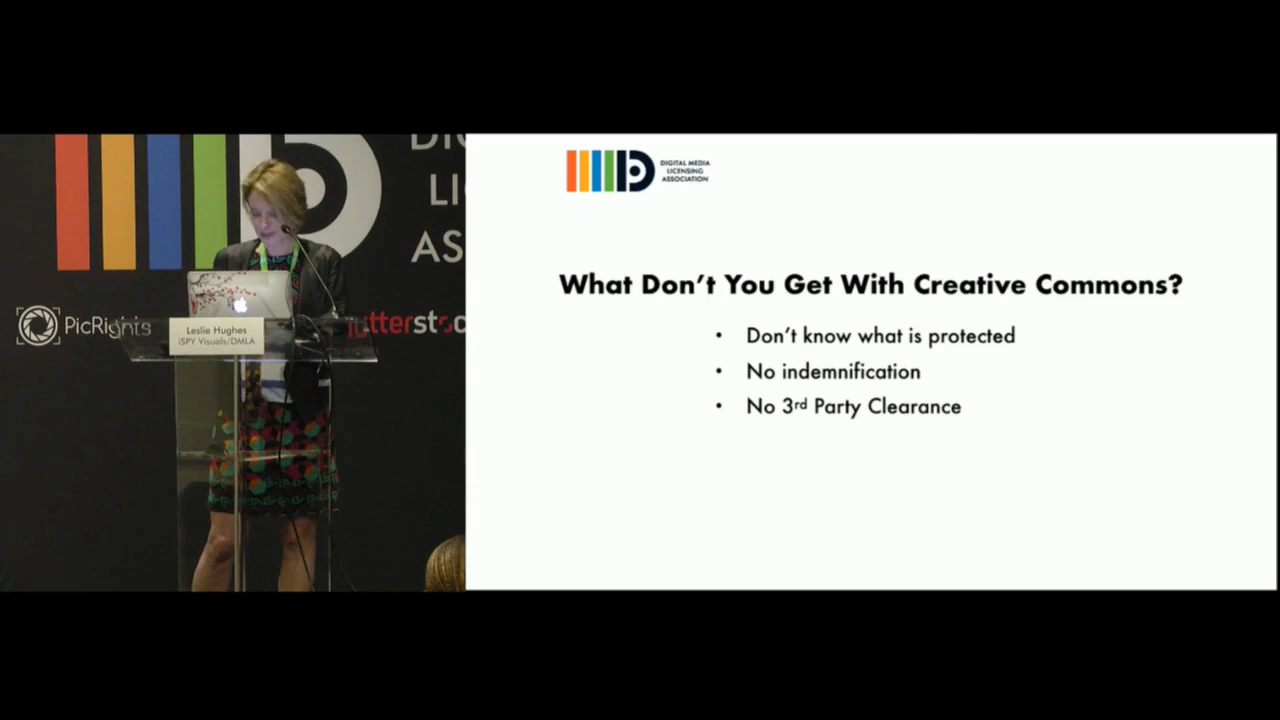 PicRights
Leslie Hughes
iSPY Visuals/DMLA
DIGITAL MEDIA
LICENSING
ASSOCIATION
What Don't You Get With Creative Commons?
• Don't know what is protected
• No indemnification
• No 3rd Party Clearance